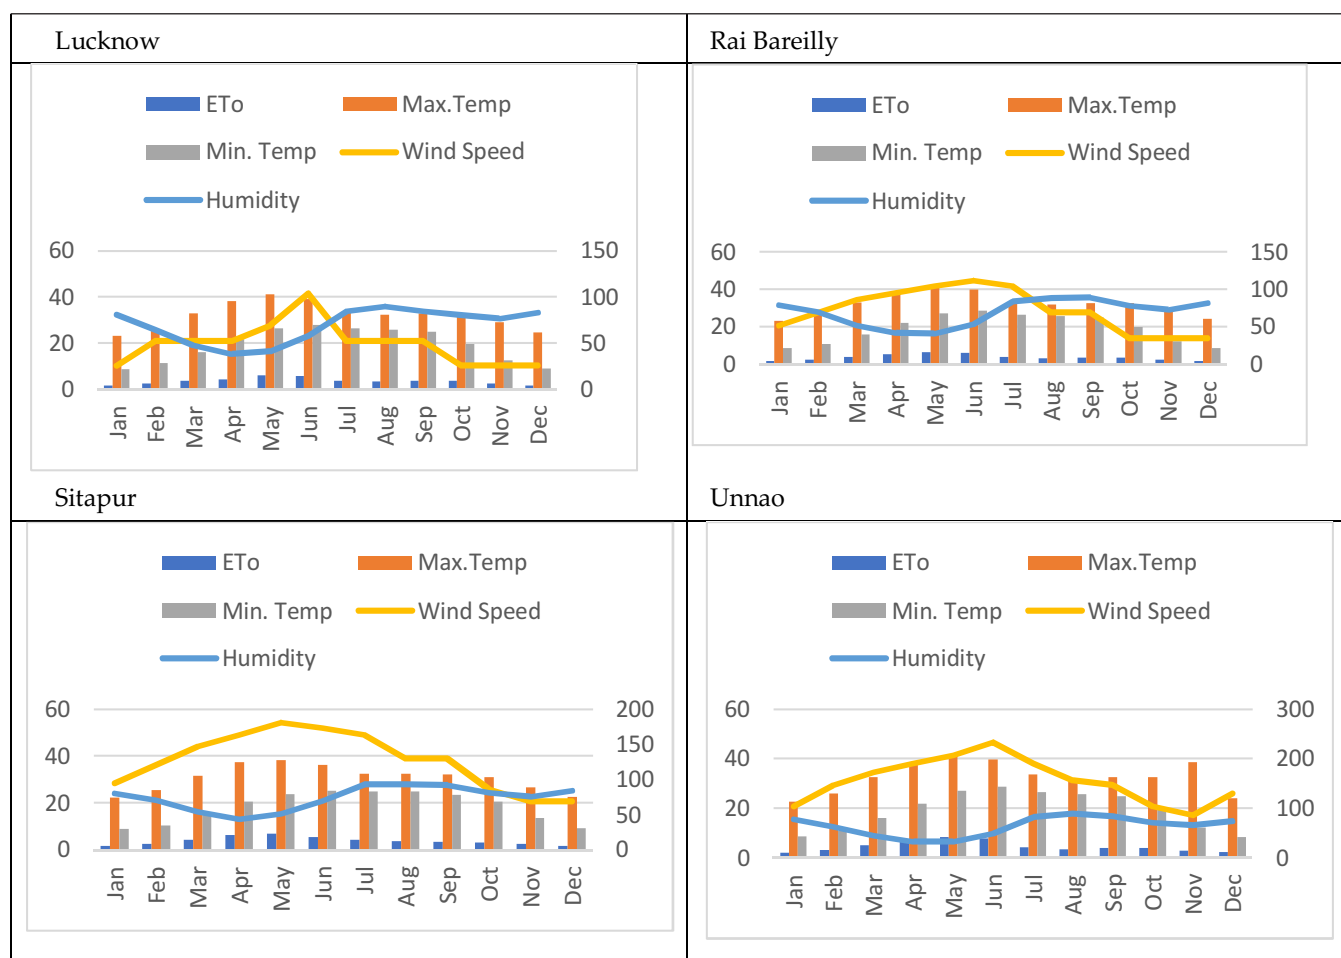 Lucknow
Rai Bareilly
ETo
Max.Temp
Min. Temp
Wind Speed
Humidity
60
40
20
0
150
100
50
0
Jan
Feb
Mar
Apr
May
Jun
Jul
Aug
Sep
Oct
Nov
Dec
ETo
Max.Temp
Min. Temp
Wind Speed
Humidity
60
40
20
0
150
100
50
0
Jan
Feb
Mar
Apr
May
Jun
Jul
Aug
Sep
Oct
Nov
Dec
Sitapur
Unnao
ETo
Max.Temp
Min. Temp
Wind Speed
Humidity
60
40
20
0
200
150
100
50
0
Jan
Feb
Mar
Apr
May
Jun
Jul
Aug
Sep
Oct
Nov
Dec
ETo
Max.Temp
Min. Temp
Wind Speed
Humidity
60
40
20
0
300
200
100
0
Jan
Feb
Mar
Apr
May
Jun
Jul
Aug
Sep
Oct
Nov
Dec